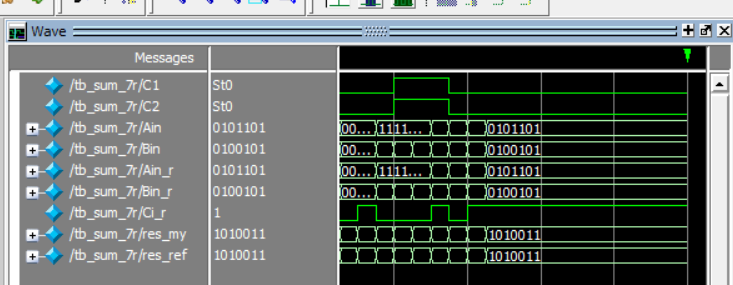 Wave
Messages
/tb_sum_7r/C1 St0
/tb_sum_7r/C2 St0
/tb_sum_7r/Ain 0101101 00... 1111... 0101101
/tb_sum_7r/Bin 0100101 00... 0100101
/tb_sum_7r/Ain_r 0101101 00... 1111... 0101101
/tb_sum_7r/Bin_r 0100101 00... 0100101
/tb_sum_7r/Ci_r 1
/tb_sum_7r/res_my 1010011 1010011
/tb_sum_7r/res_ref 1010011 1010011